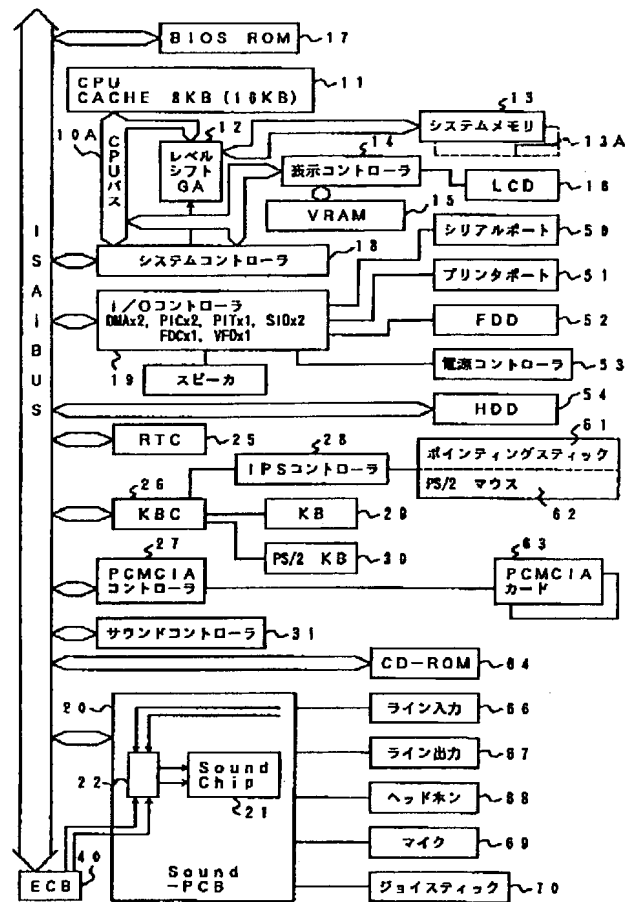 BIOS ROM
17
CPU
CACHE 8KB (16KB)
11
10A
CPUバス
12
レベル
シフト
GA
システムメモリ
13
13A
表示コントローラ
14
LCD
16
VRAM
15
システムコントローラ
18
シリアルポート
50
I/Oコントローラ
DMAx2, PICx2, PITx1, SIOx2
FDCx1, VFOx1
19
プリンタポート
51
FDD
52
スピーカ
電源コントローラ
53
HDD
54
ISAiBUS
RTC
25
IPSコントローラ
28
ポインティングスティック
61
PS/2 マウス
62
KBC
26
KB
29
PS/2 KB
30
PCMCIA
コントローラ
27
PCMCIA
カード
63
サウンドコントローラ
31
CD-ROM
64
20
22
Sound
Chip
21
Sound
-PCB
ライン入力
66
ライン出力
67
ヘッドホン
68
マイク
69
ジョイスティック
70
ECB
40